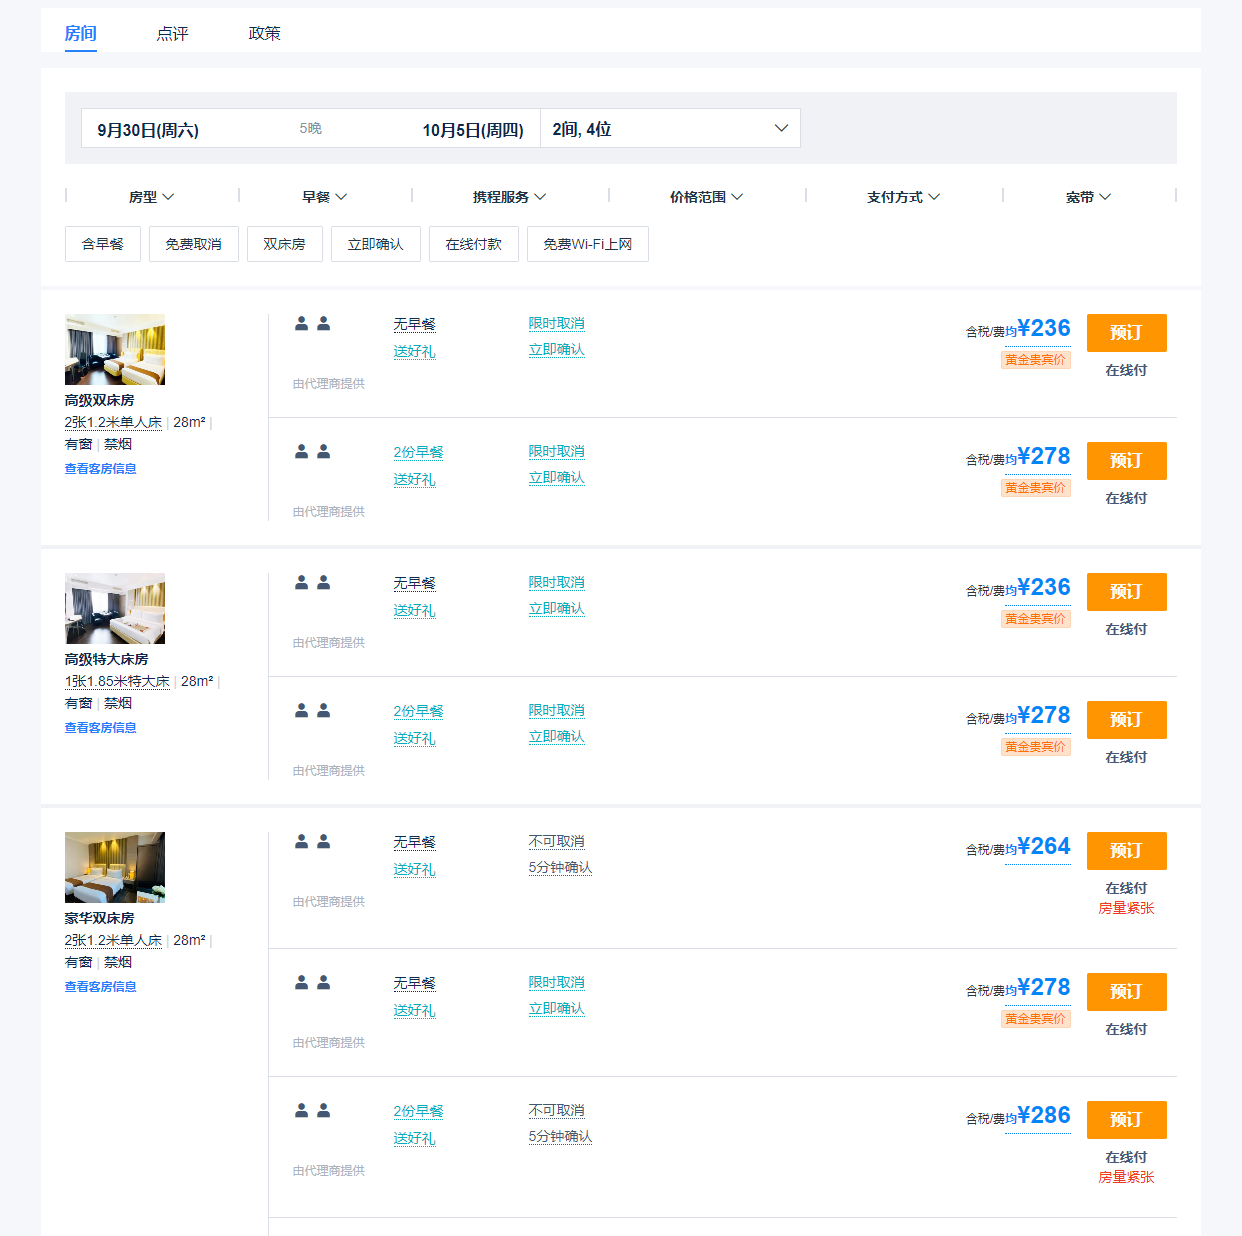 房间 点评 政策
9月30日(周六) 5晚 10月5日(周四) 2间, 4位
房型 早餐 携程服务 价格范围 支付方式 宽带
含早餐 免费取消 双床房 立即确认 在线付款 免费Wi-Fi上网
高级双床房
2张1.2米单人床 | 28m² |
有窗 | 禁烟
查看客房信息
无早餐 限时取消 含税/费均¥236 预订
送好礼 立即确认 黄金贵宾价 在线付
由代理商提供
2份早餐 限时取消 含税/费均¥278 预订
送好礼 立即确认 黄金贵宾价 在线付
由代理商提供
高级特大床房
1张1.85米特大床 | 28m² |
有窗 | 禁烟
查看客房信息
无早餐 限时取消 含税/费均¥236 预订
送好礼 立即确认 黄金贵宾价 在线付
由代理商提供
2份早餐 限时取消 含税/费均¥278 预订
送好礼 立即确认 黄金贵宾价 在线付
由代理商提供
豪华双床房
2张1.2米单人床 | 28m² |
有窗 | 禁烟
查看客房信息
无早餐 不可取消 含税/费均¥264 预订
送好礼 5分钟确认 在线付
由代理商提供 房量紧张
无早餐 限时取消 含税/费均¥278 预订
送好礼 立即确认 黄金贵宾价 在线付
由代理商提供
2份早餐 不可取消 含税/费均¥286 预订
送好礼 5分钟确认 在线付
由代理商提供 房量紧张